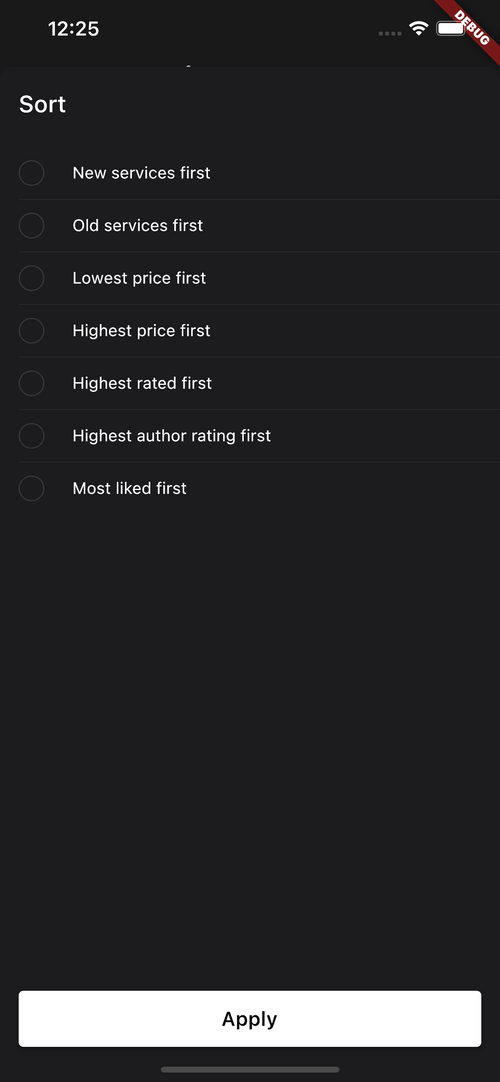 12:25
DEBUG
Sort
New services first
Old services first
Lowest price first
Highest price first
Highest rated first
Highest author rating first
Most liked first
Apply